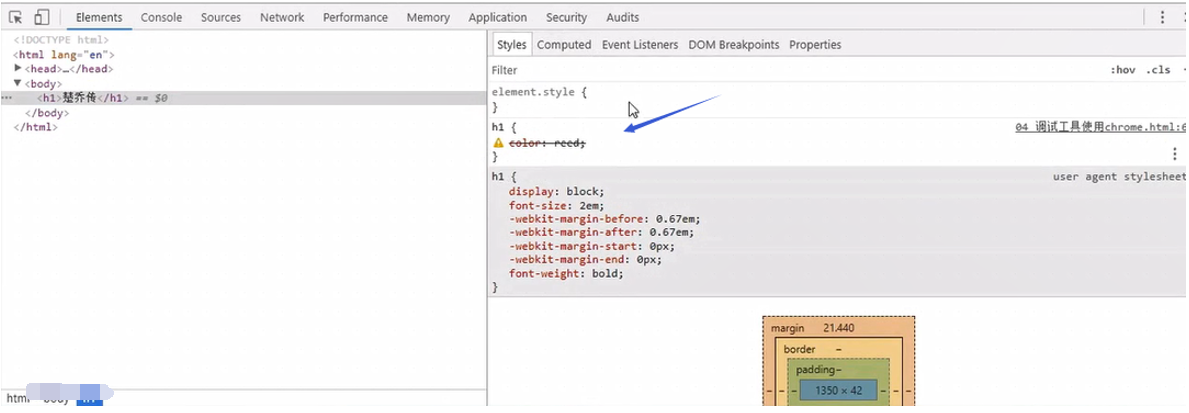 Elements Console Sources Network Performance Memory Application Security Audits
<!DOCTYPE html>
<html lang="en">
<head>…</head>
<body>
<h1>楚乔传</h1> == $0
</body>
</html>
html body
Styles Computed Event Listeners DOM Breakpoints Properties
Filter :hov .cls
element.style {
}
h1 { 04 调试工具使用chrome.html:6
color: reed;
}
h1 { user agent stylesheet
display: block;
font-size: 2em;
-webkit-margin-before: 0.67em;
-webkit-margin-after: 0.67em;
-webkit-margin-start: 0px;
-webkit-margin-end: 0px;
font-weight: bold;
}
margin 21.440
border –
padding–
1350 × 42